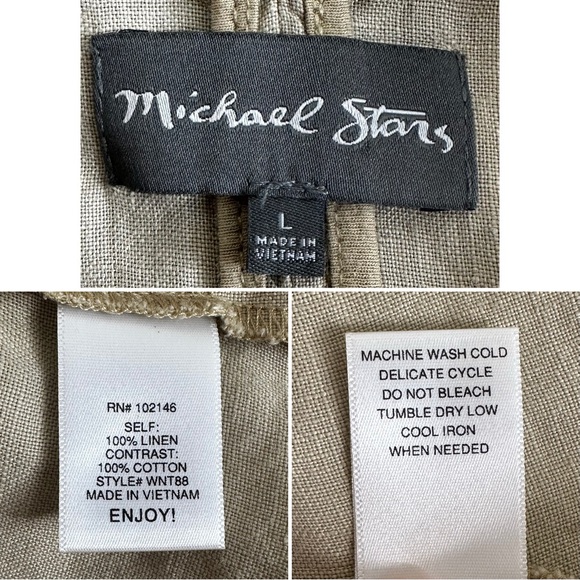 Michael Stars
L
MADE IN
VIETNAM
RN# 102146
SELF:
100% LINEN
CONTRAST:
100% COTTON
STYLE# WNT88
MADE IN VIETNAM
ENJOY!
MACHINE WASH COLD
DELICATE CYCLE
DO NOT BLEACH
TUMBLE DRY LOW
COOL IRON
WHEN NEEDED